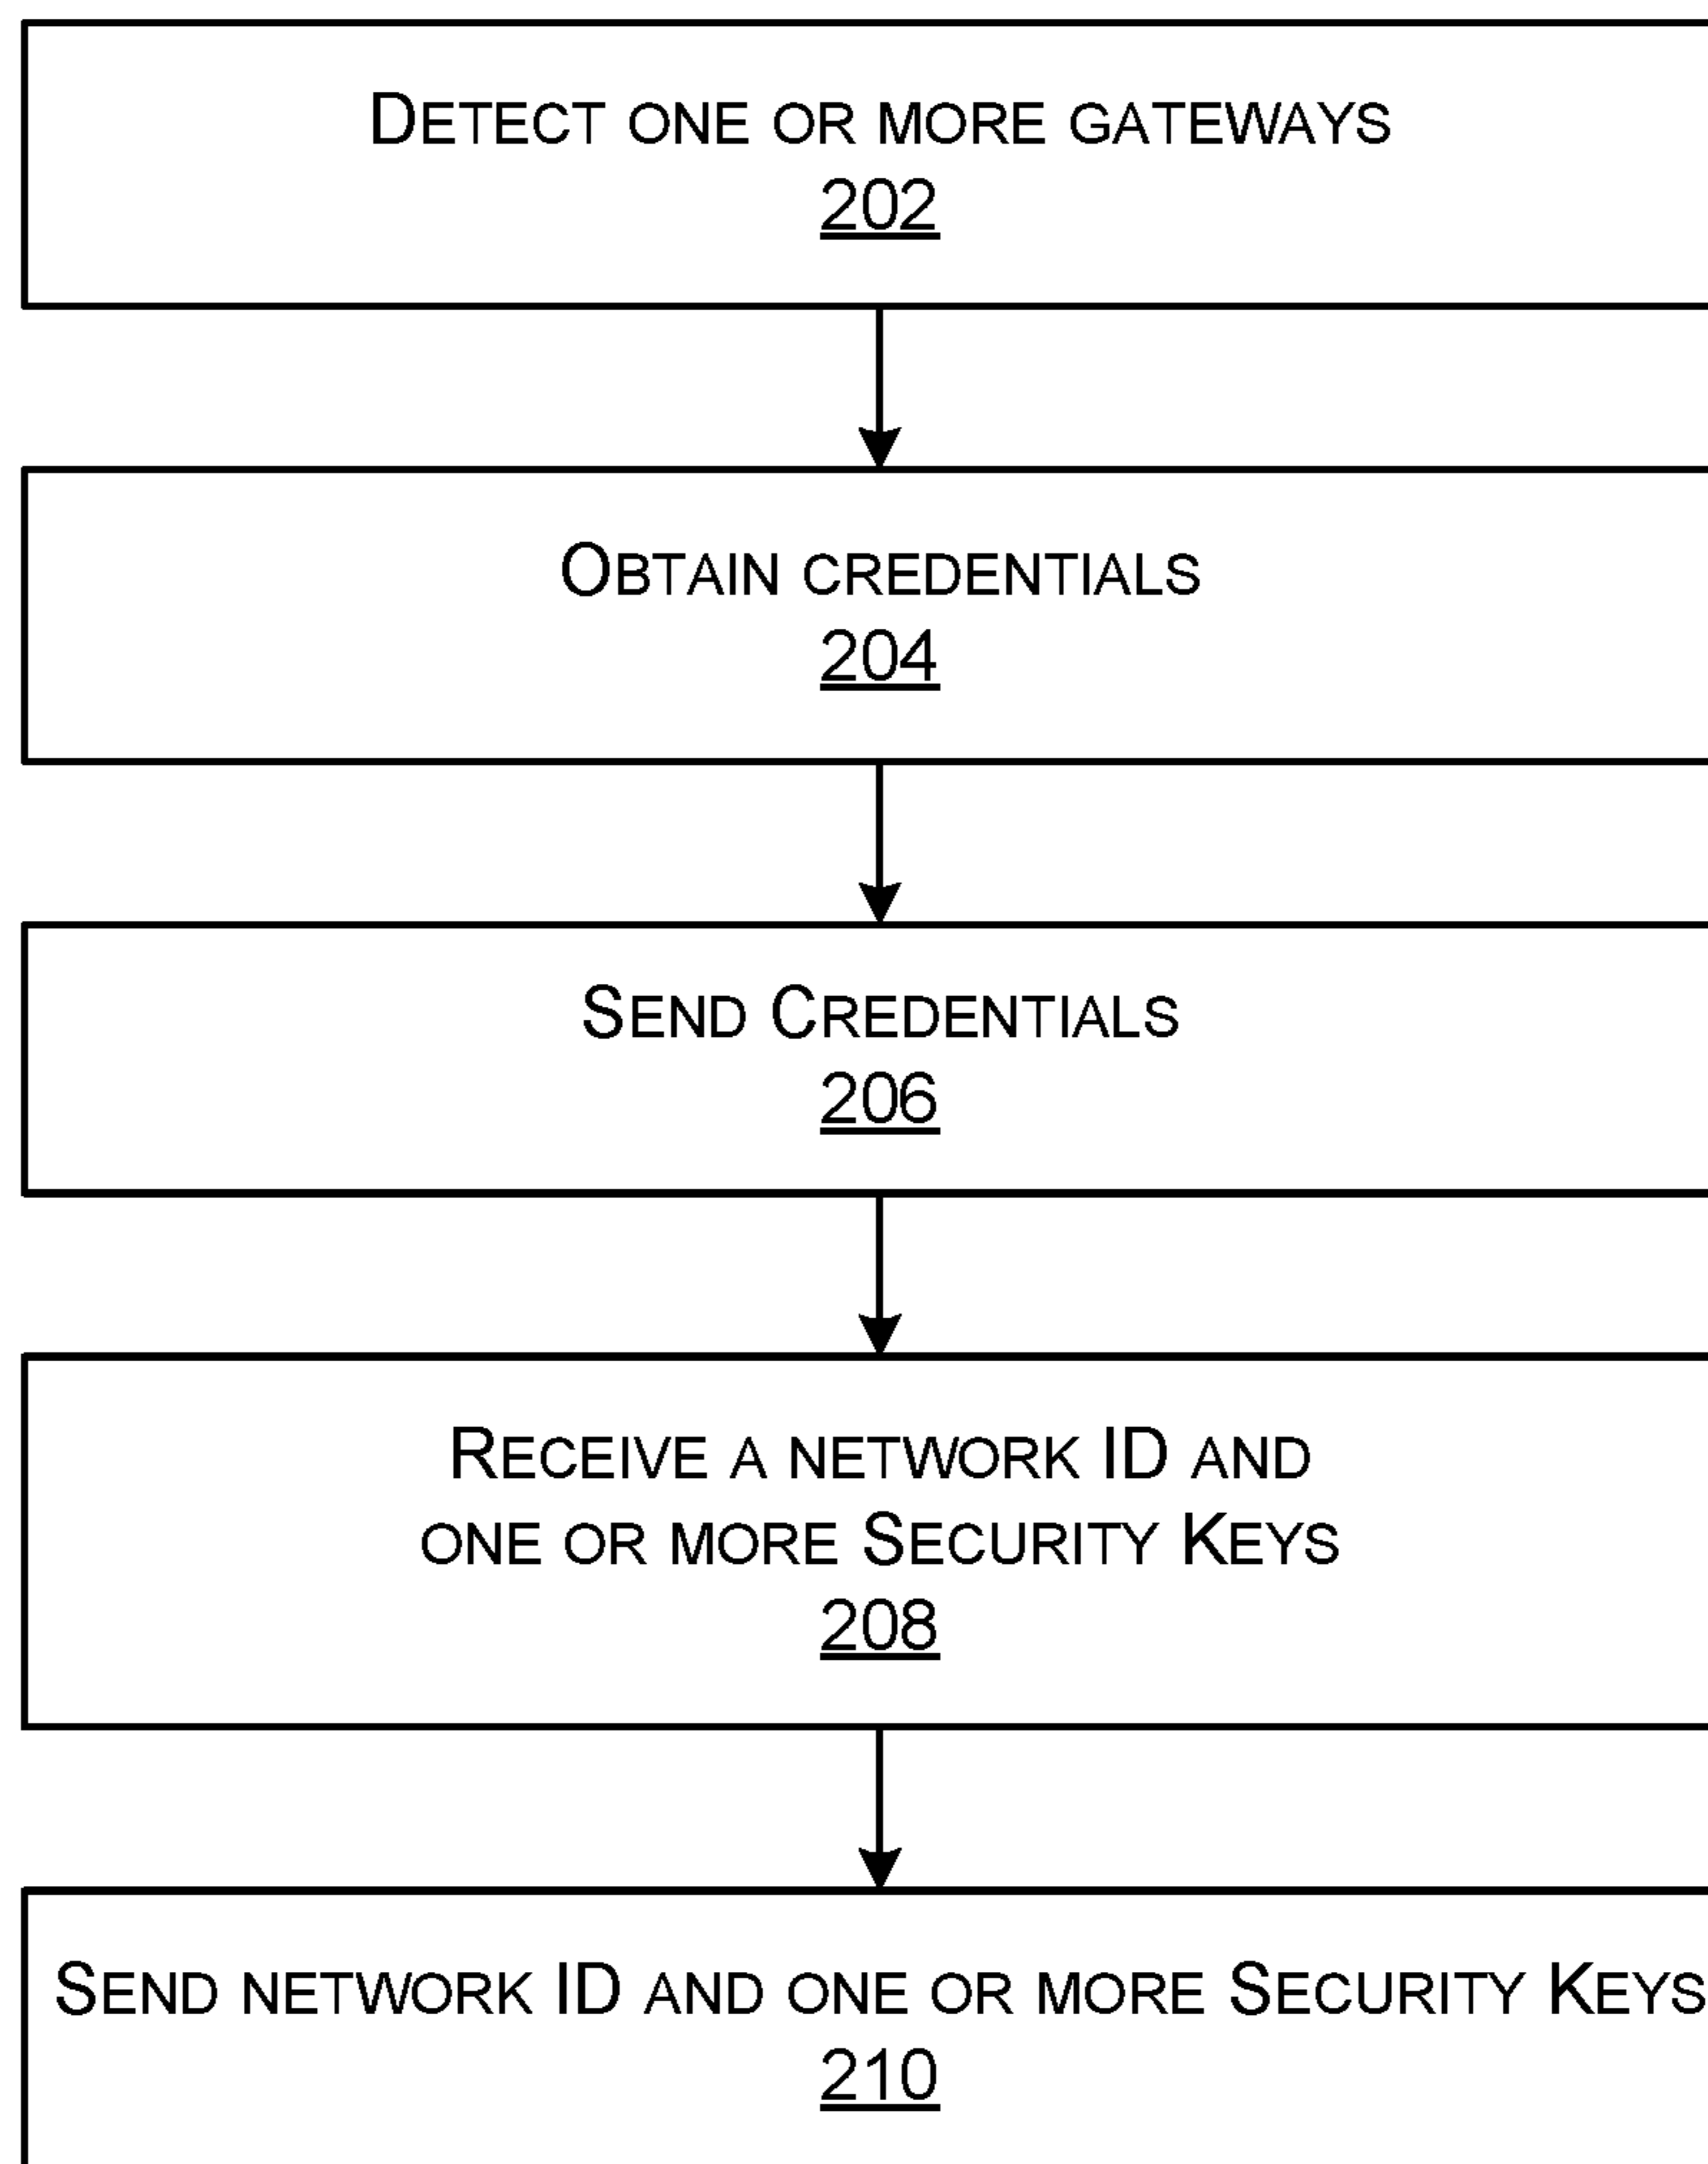 Detect one or more gateways
202
Obtain credentials
204
Send Credentials
206
Receive a network ID and
one or more Security Keys
208
Send network ID and one or more Security Keys
210